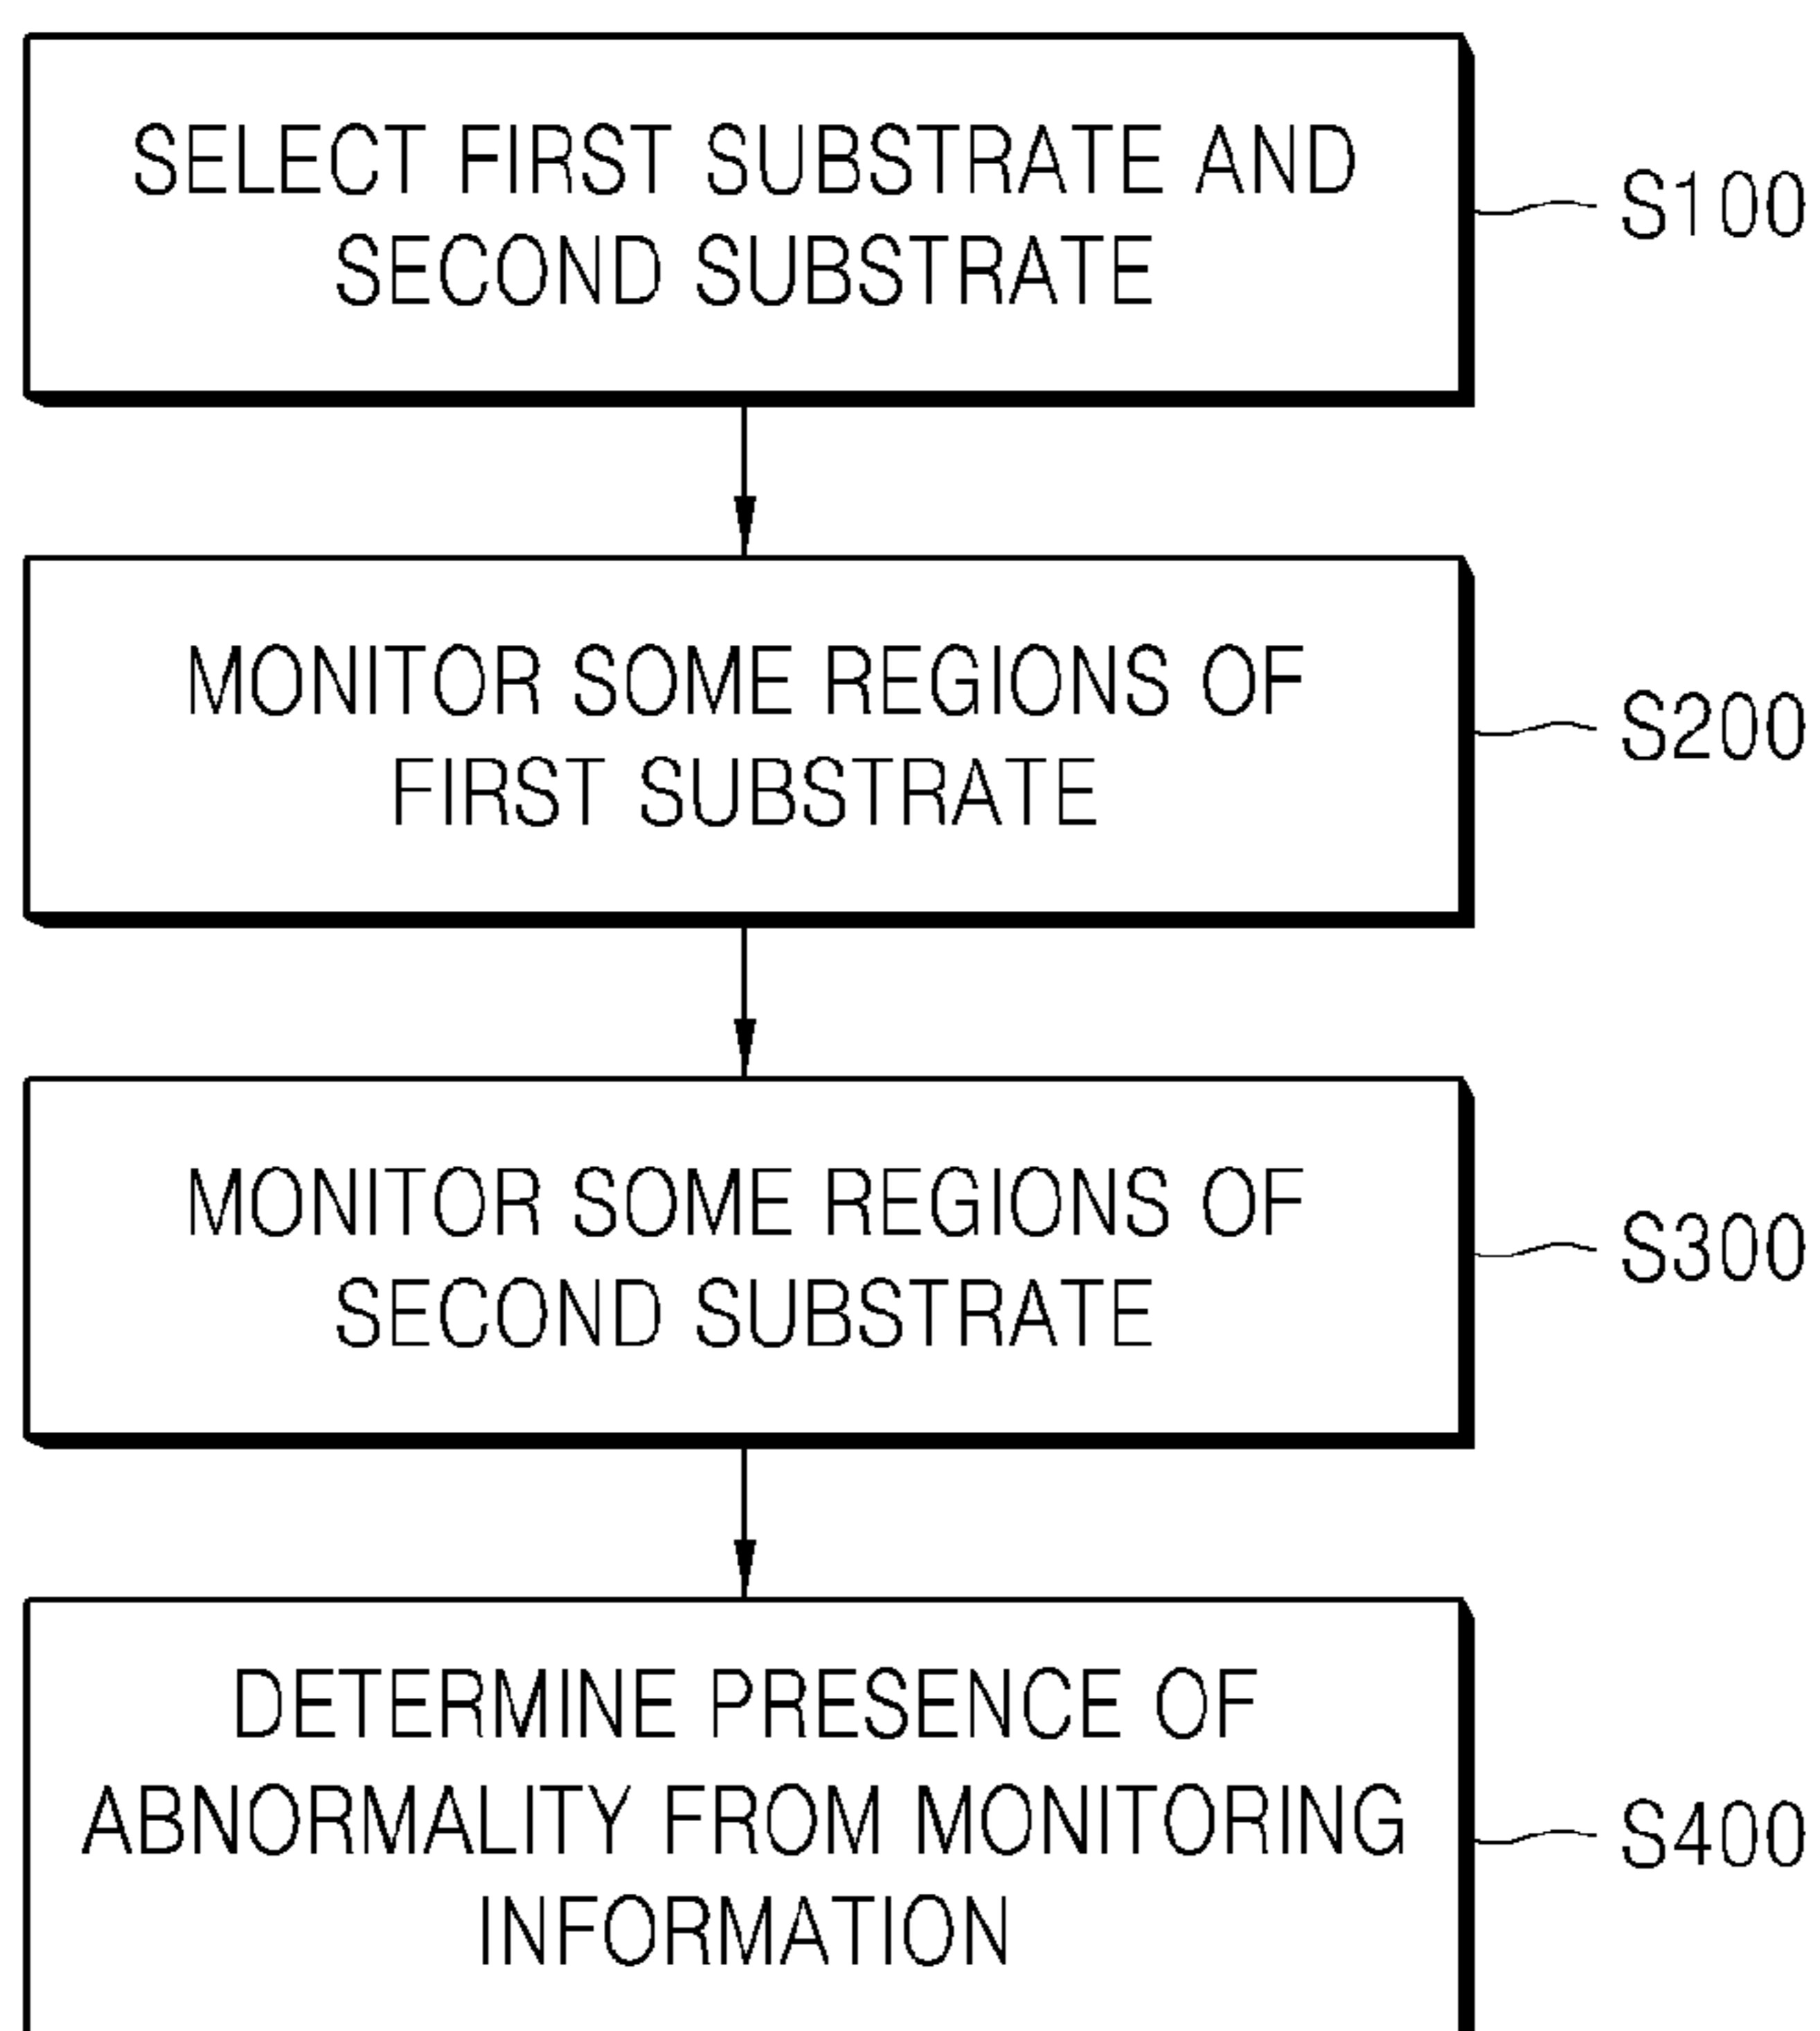 SELECT FIRST SUBSTRATE AND
SECOND SUBSTRATE
S100
MONITOR SOME REGIONS OF
FIRST SUBSTRATE
S200
MONITOR SOME REGIONS OF
SECOND SUBSTRATE
S300
DETERMINE PRESENCE OF
ABNORMALITY FROM MONITORING
INFORMATION
S400